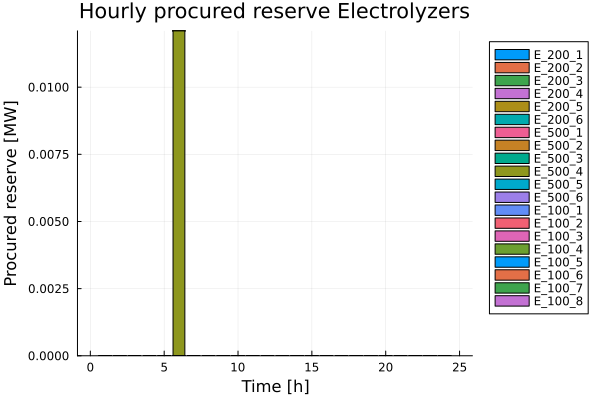 Hourly procured reserve Electrolyzers
0.0100
0.0075
0.0050
0.0025
0.0000
Procured reserve [MW]
0 5 10 15 20 25
Time [h]
E_200_1
E_200_2
E_200_3
E_200_4
E_200_5
E_200_6
E_500_1
E_500_2
E_500_3
E_500_4
E_500_5
E_500_6
E_100_1
E_100_2
E_100_3
E_100_4
E_100_5
E_100_6
E_100_7
E_100_8